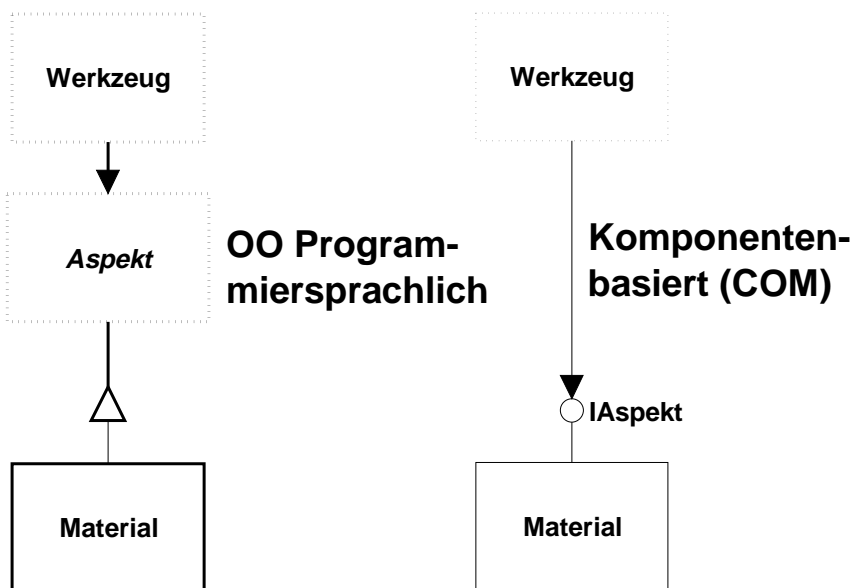 Werkzeug
Aspekt
OO Program-
miersprachlich
Material
Werkzeug
Komponenten-
basiert (COM)
IAspekt
Material